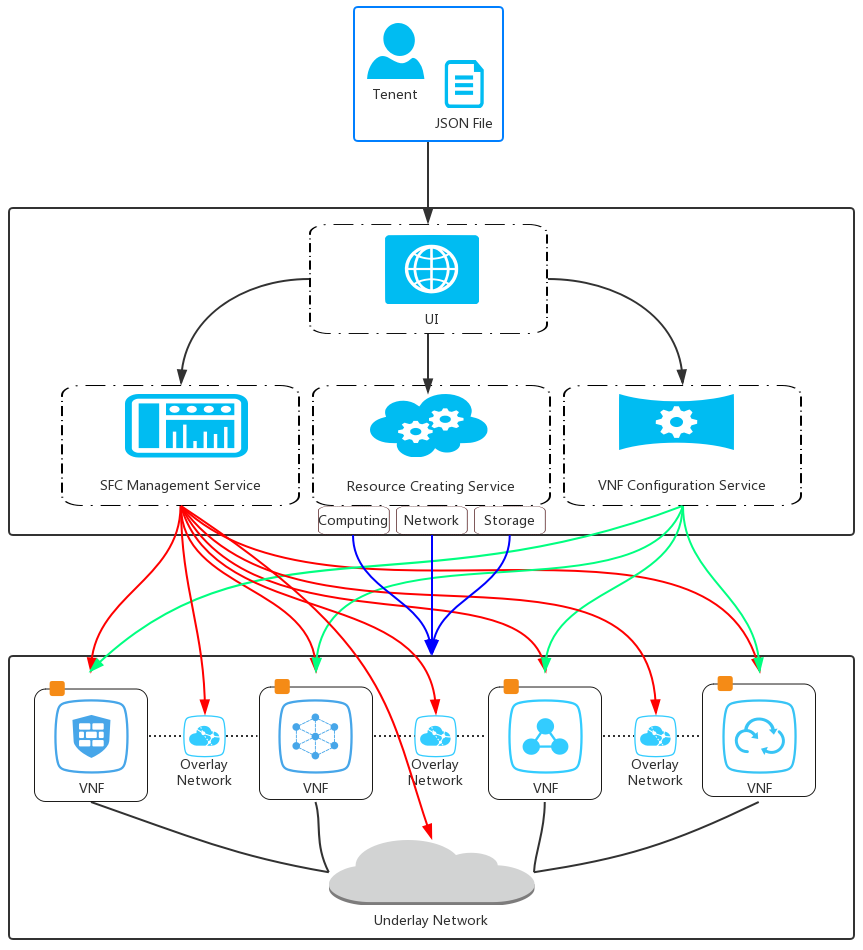 Tenent
JSON File
UI
SFC Management Service
Resource Creating Service
VNF Configuration Service
Computing
Network
Storage
VNF
Overlay
Network
VNF
Overlay
Network
VNF
Overlay
Network
VNF
Underlay Network